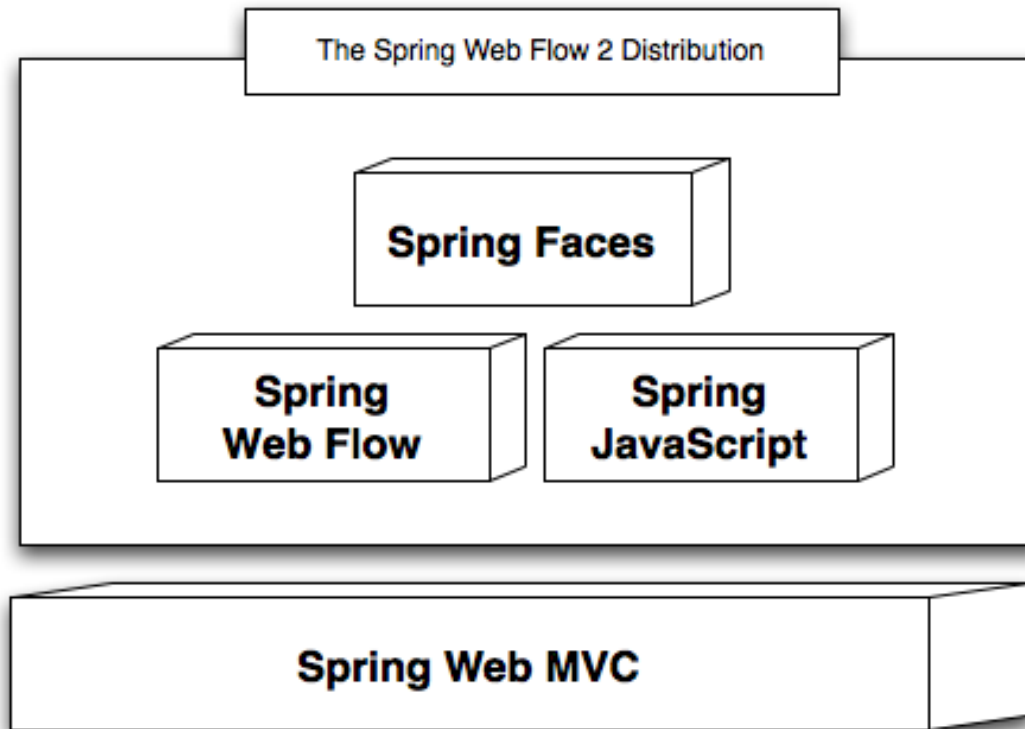 The Spring Web Flow 2 Distribution
Spring Faces
Spring
Web Flow
Spring
JavaScript
Spring Web MVC